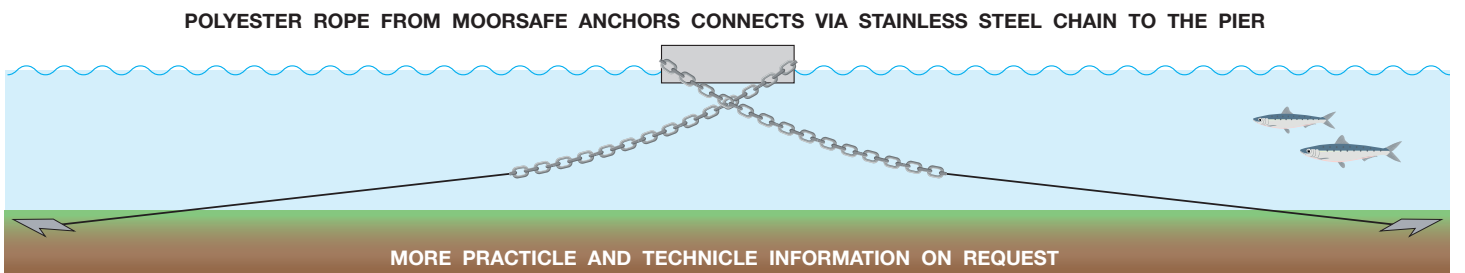 POLYESTER ROPE FROM MOORSAFE ANCHORS CONNECTS VIA STAINLESS STEEL CHAIN TO THE PIER
MORE PRACTICLE AND TECHNICLE INFORMATION ON REQUEST